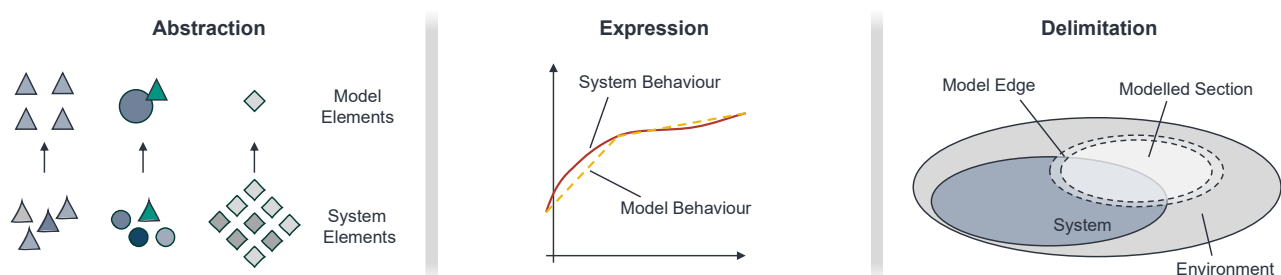 Abstraction
Model
Elements
System
Elements
Expression
System Behaviour
Model Behaviour
Delimitation
Model Edge
Modelled Section
System
Environment